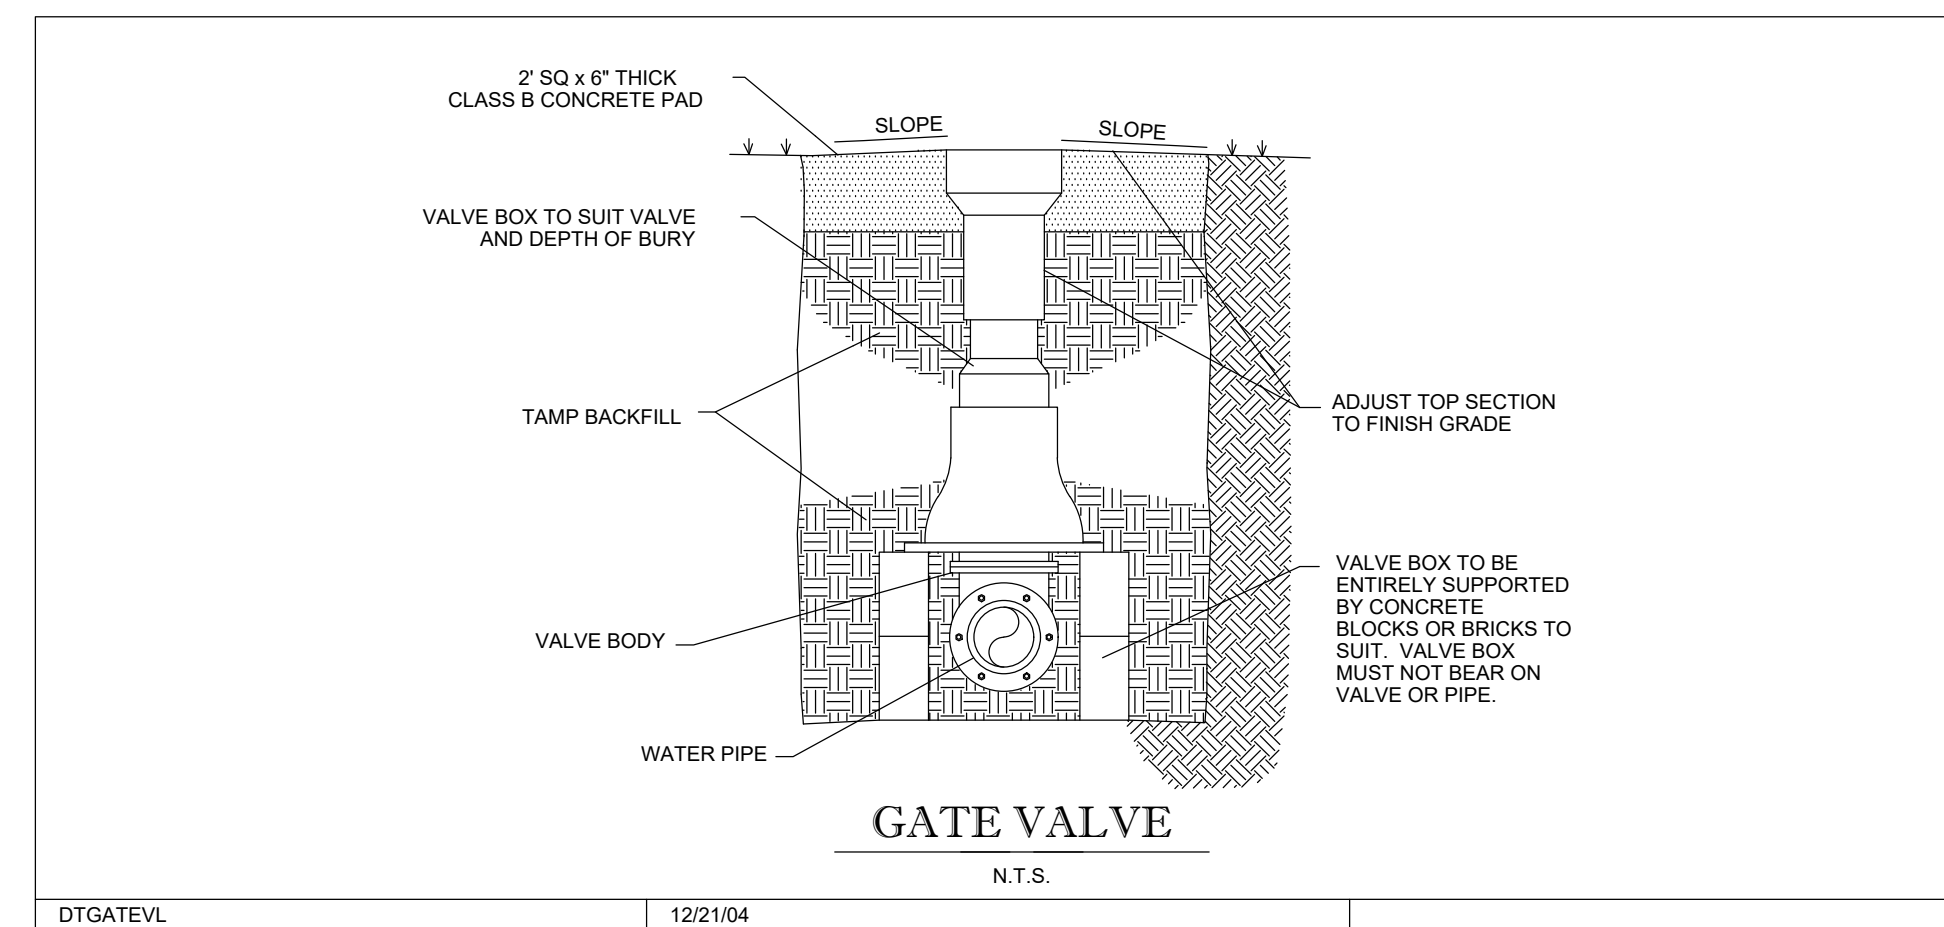 2' SQ x 6" THICK
CLASS B CONCRETE PAD
SLOPE
SLOPE
VALVE BOX TO SUIT VALVE
AND DEPTH OF BURY
TAMP BACKFILL
ADJUST TOP SECTION
TO FINISH GRADE
VALVE BODY
VALVE BOX TO BE
ENTIRELY SUPPORTED
BY CONCRETE
BLOCKS OR BRICKS TO
SUIT. VALVE BOX
MUST NOT BEAR ON
VALVE OR PIPE.
WATER PIPE
GATE VALVE
N.T.S.
DTGATEVL
12/21/04